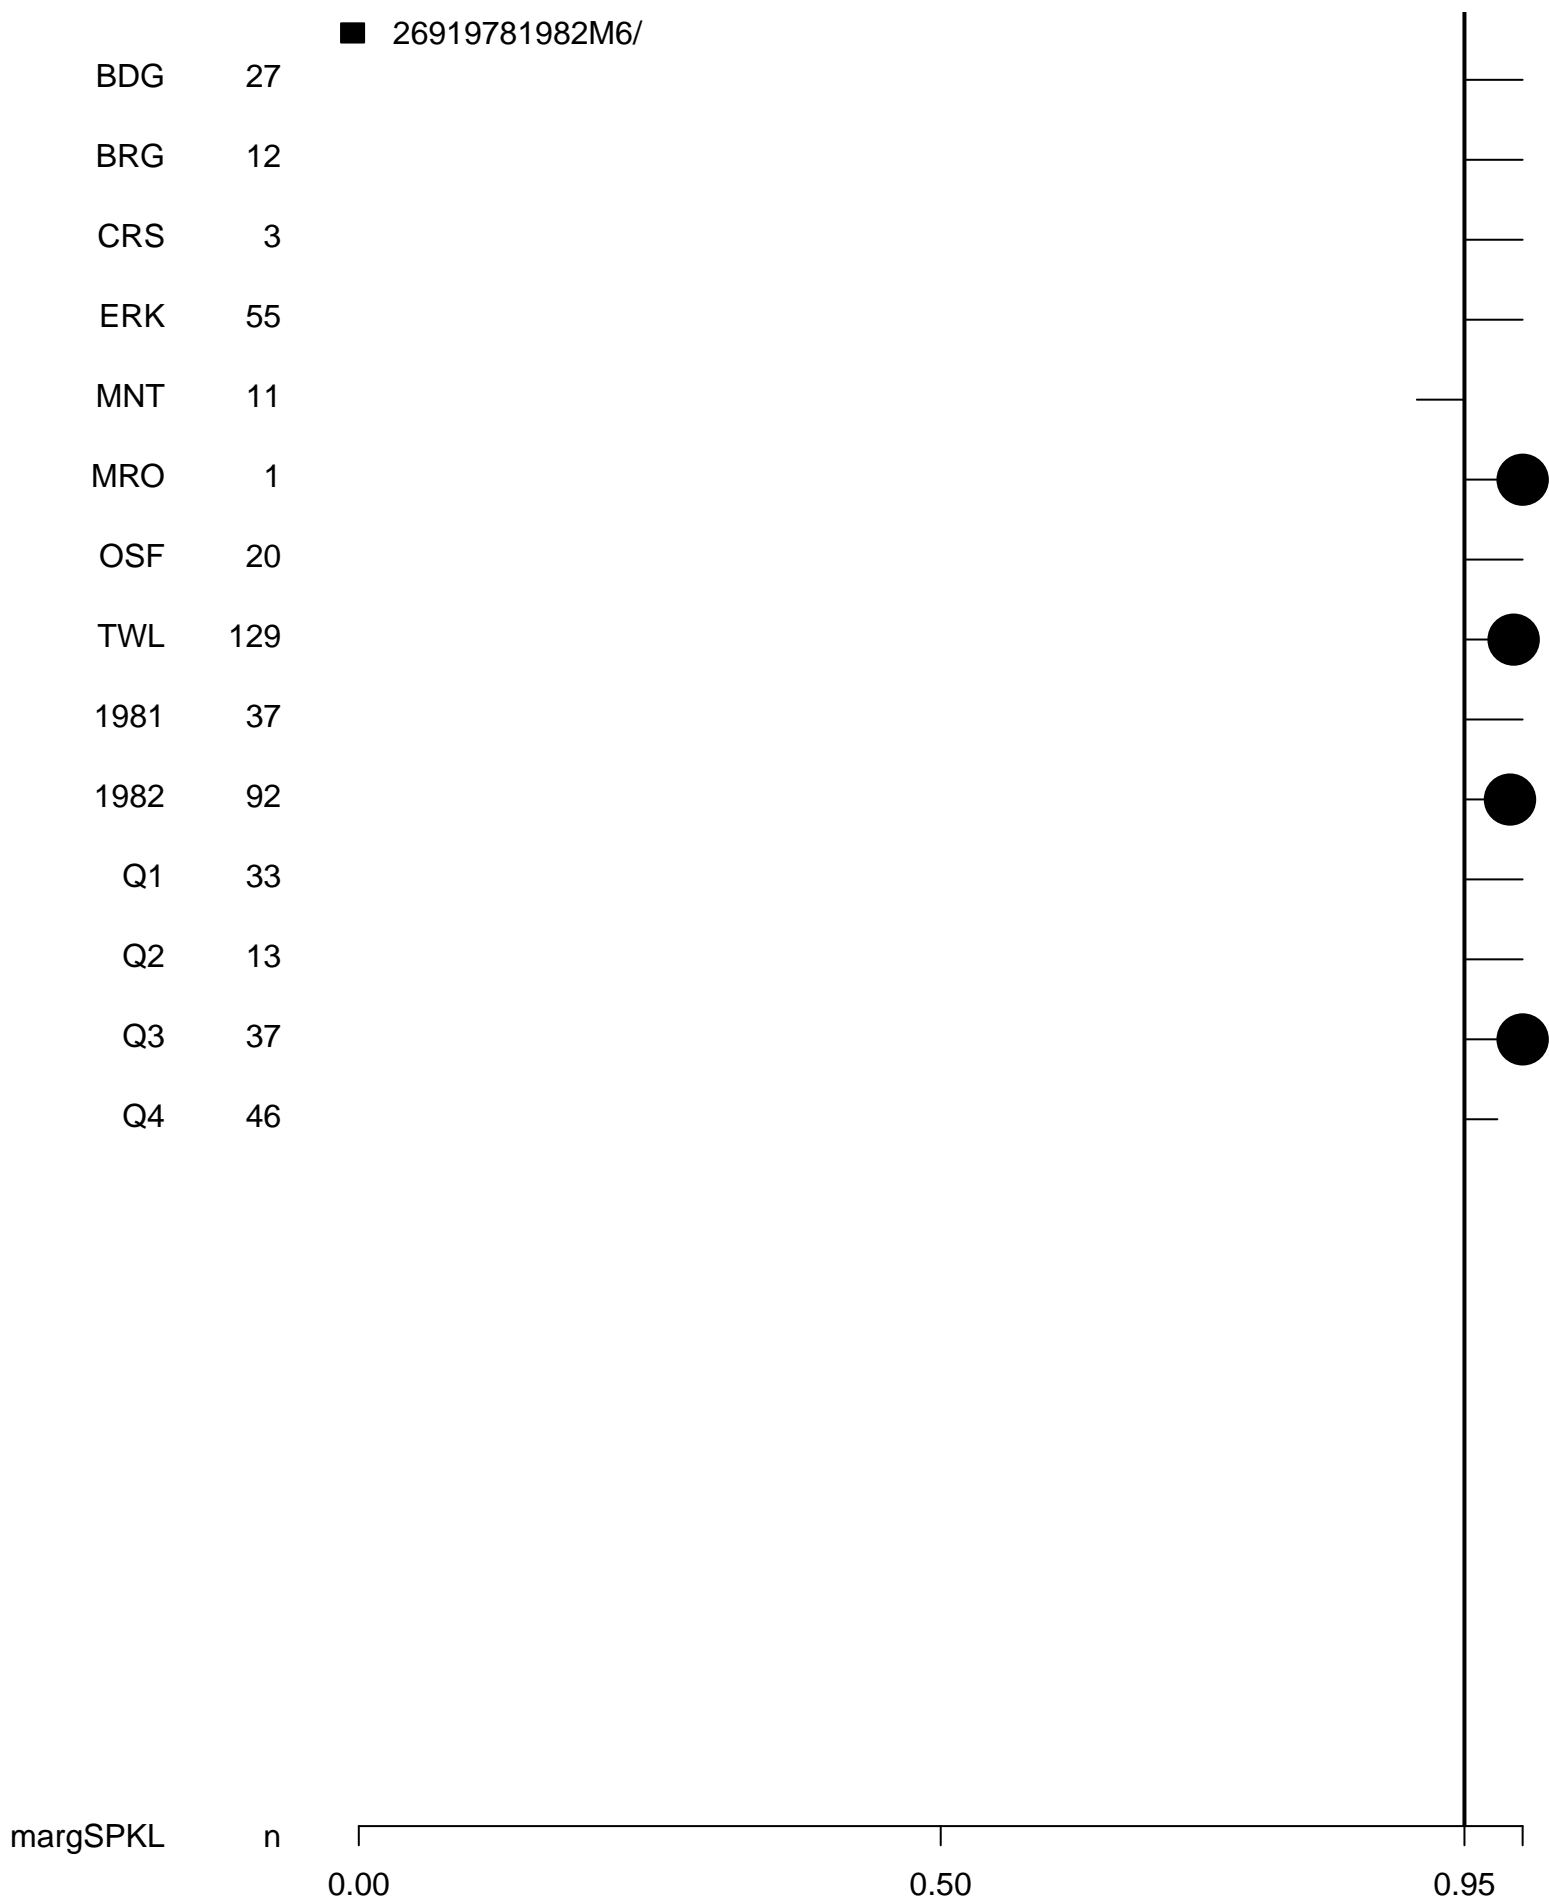 26919781982M6/
BDG 27
BRG 12
CRS 3
ERK 55
MNT 11
MRO 1
OSF 20
TWL 129
1981 37
1982 92
Q1 33
Q2 13
Q3 37
Q4 46
margSPKL n
0.00 0.50 0.95